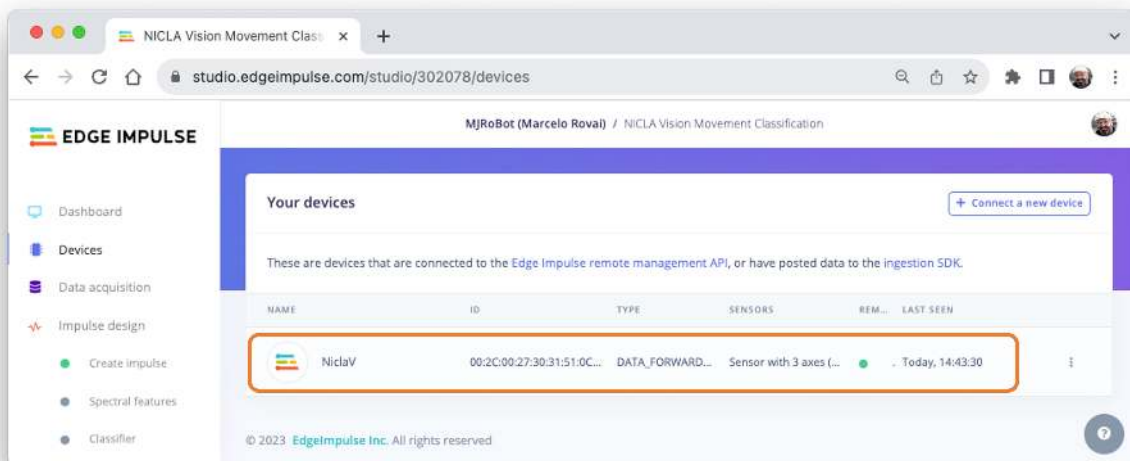 NICLA Vision Movement Class
studio.edgeimpulse.com/studio/302078/devices
EDGE IMPULSE
MJRoBot (Marcelo Rovai) / NICLA Vision Movement Classification
Dashboard
Devices
Data acquisition
Impulse design
Create impulse
Spectral features
Classifier
Your devices
+ Connect a new device
These are devices that are connected to the Edge Impulse remote management API, or have posted data to the ingestion SDK.
NAME ID TYPE SENSORS REM... LAST SEEN
NiclaV 00:2C:00:27:30:31:51:0C... DATA_FORWARD... Sensor with 3 axes (... . Today, 14:43:30
© 2023 EdgeImpulse Inc. All rights reserved
?